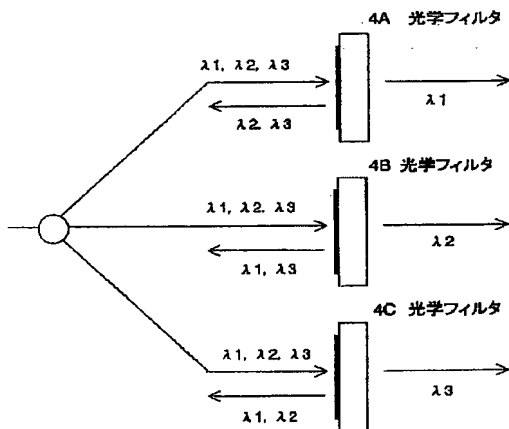 4A 光学フィルタ
λ1, λ2, λ3
λ1
λ2. λ3
4B 光学フィルタ
λ1, λ2. λ3
λ2
λ1, λ3
4C 光学フィルタ
λ1, λ2, λ3
λ3
λ1, λ2